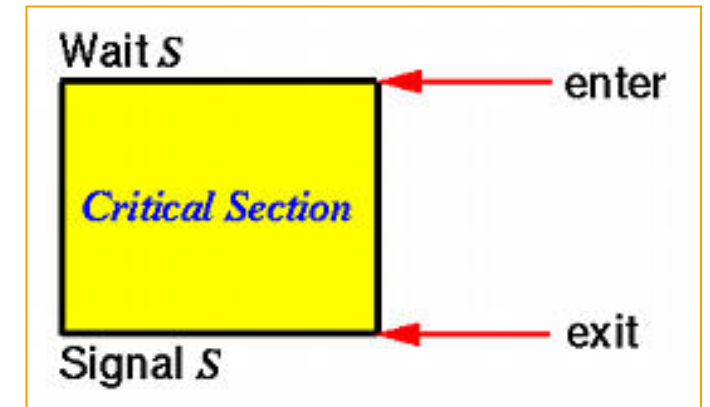 Wait S
enter
Critical Section
exit
Signal S